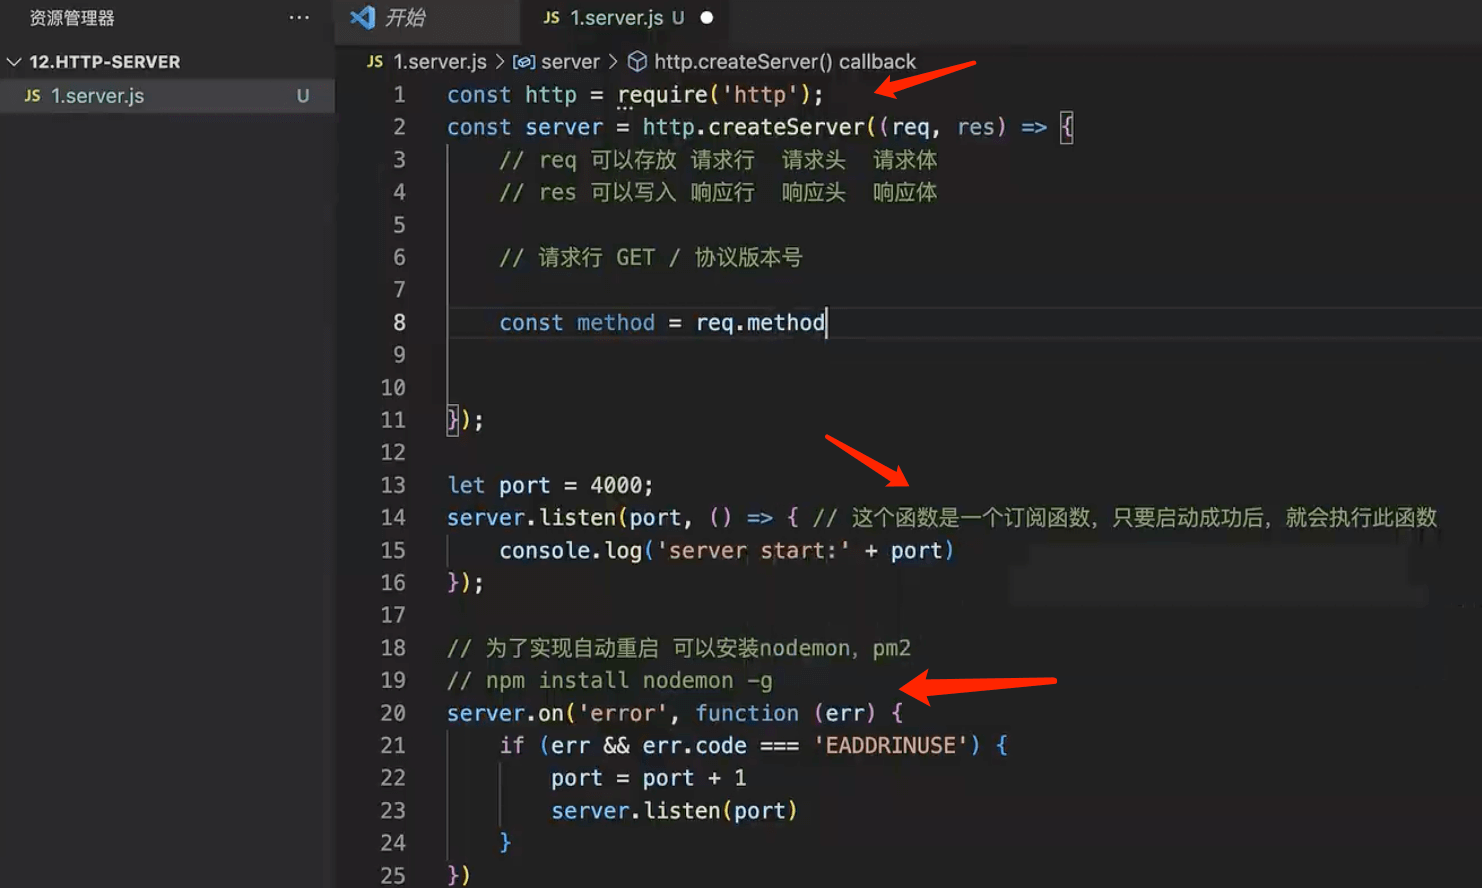 资源管理器 ···
开始
JS 1.server.js U
12.HTTP-SERVER
JS 1.server.js U
JS 1.server.js > server > http.createServer() callback
1 const http = require('http');
2 const server = http.createServer((req, res) => {
3 // req 可以存放 请求行 请求头 请求体
4 // res 可以写入 响应行 响应头 响应体
5
6 // 请求行 GET / 协议版本号
7
8 const method = req.method
9
10
11 });
12
13 let port = 4000;
14 server.listen(port, () => { // 这个函数是一个订阅函数，只要启动成功后，就会执行此函数
15 console.log('server start:' + port)
16 });
17
18 // 为了实现自动重启 可以安装nodemon，pm2
19 // npm install nodemon -g
20 server.on('error', function (err) {
21 if (err && err.code === 'EADDRINUSE') {
22 port = port + 1
23 server.listen(port)
24 }
25 })